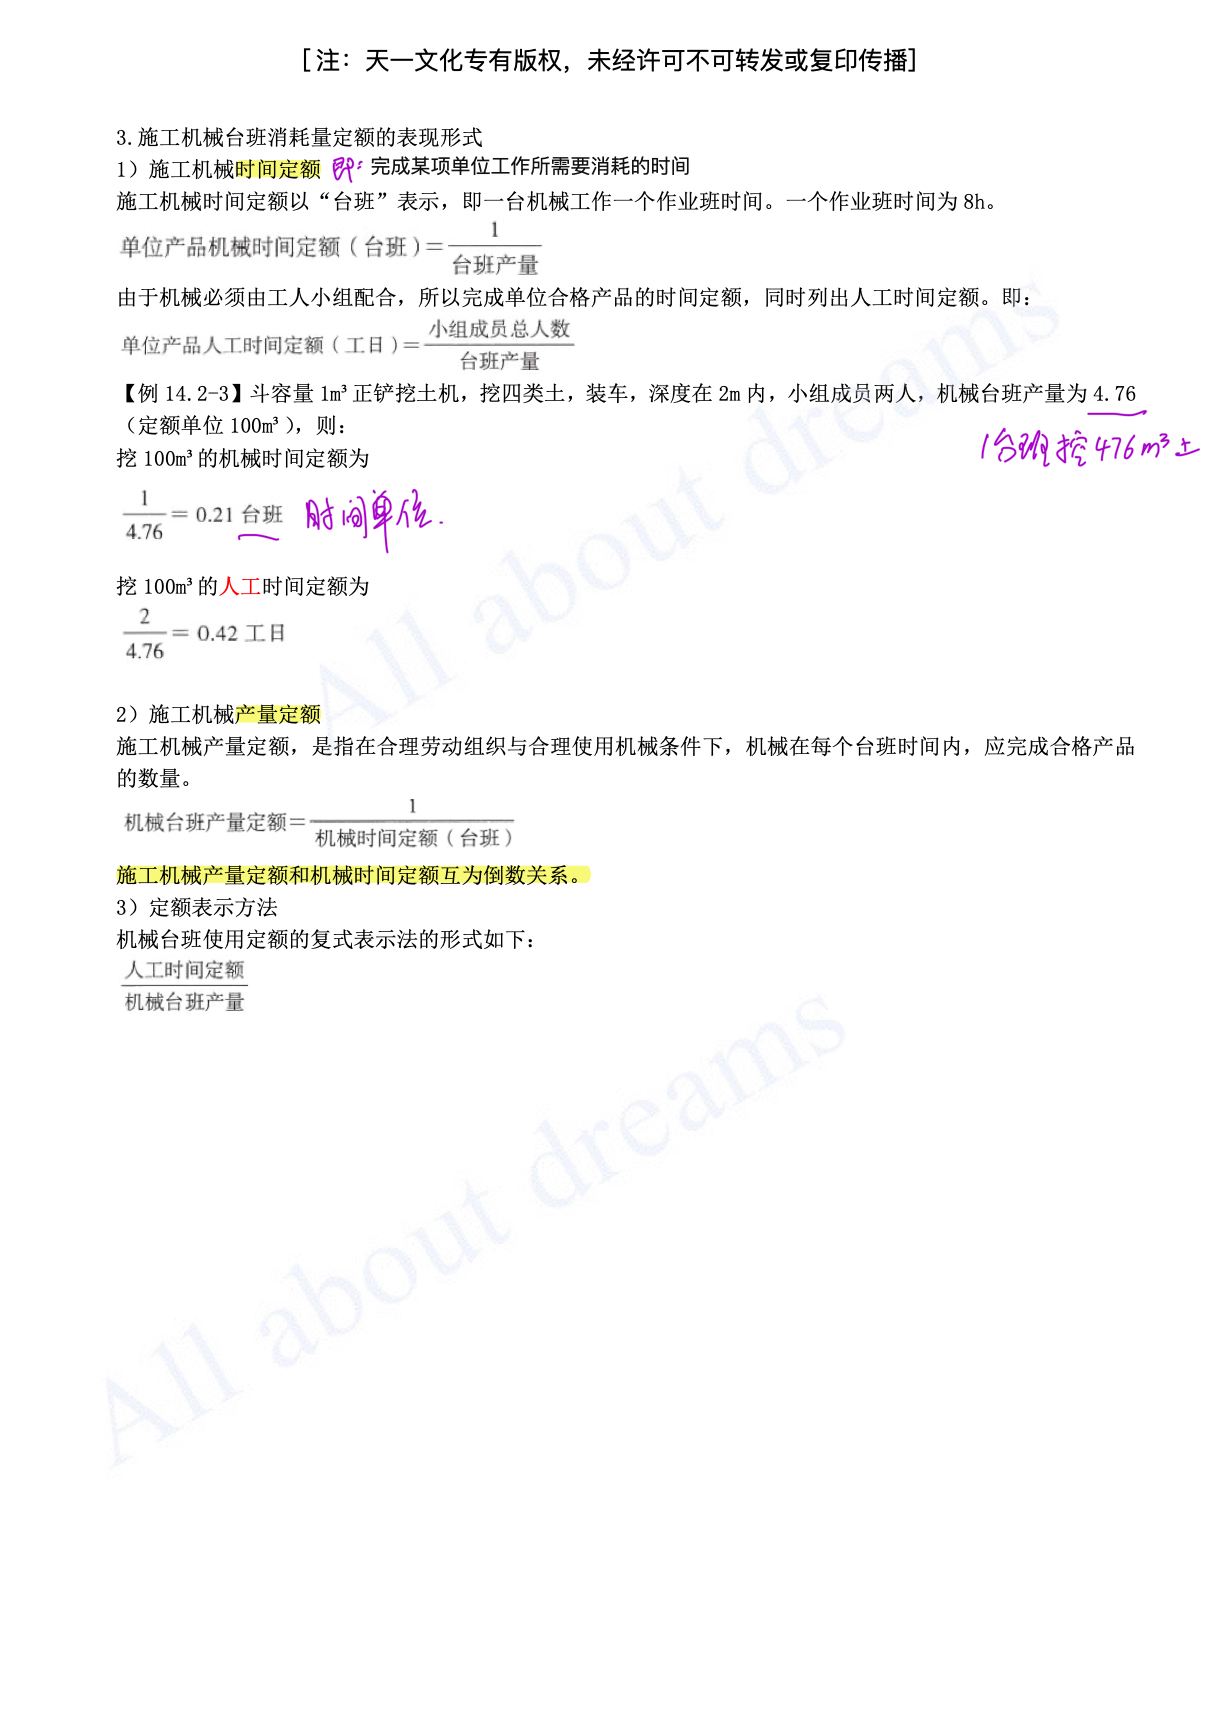 [注：天一文化专有版权，未经许可不可转发或复印传播]
3.施工机械台班消耗量定额的表现形式
1）施工机械时间定额 即：完成某项单位工作所需要消耗的时间
施工机械时间定额以“台班”表示，即一台机械工作一个作业班时间。一个作业班时间为 8h。
单位产品机械时间定额（台班）=1/台班产量
由于机械必须由工人小组配合，所以完成单位合格产品的时间定额，同时列出人工时间定额。即：
单位产品人工时间定额（工日）=小组成员总人数/台班产量
【例 14.2-3】斗容量 1m³正铲挖土机，挖四类土，装车，深度在 2m 内，小组成员两人，机械台班产量为 4.76
（定额单位 100m³），则：
1台班挖476m³土
挖 100m³的机械时间定额为
1/4.76 = 0.21 台班 时间单位.
挖 100m³的人工时间定额为
2/4.76 = 0.42 工日
2）施工机械产量定额
施工机械产量定额，是指在合理劳动组织与合理使用机械条件下，机械在每个台班时间内，应完成合格产品
的数量。
机械台班产量定额=1/机械时间定额（台班）
施工机械产量定额和机械时间定额互为倒数关系。
3）定额表示方法
机械台班使用定额的复式表示法的形式如下：
人工时间定额/机械台班产量
All about dreams
All about dreams